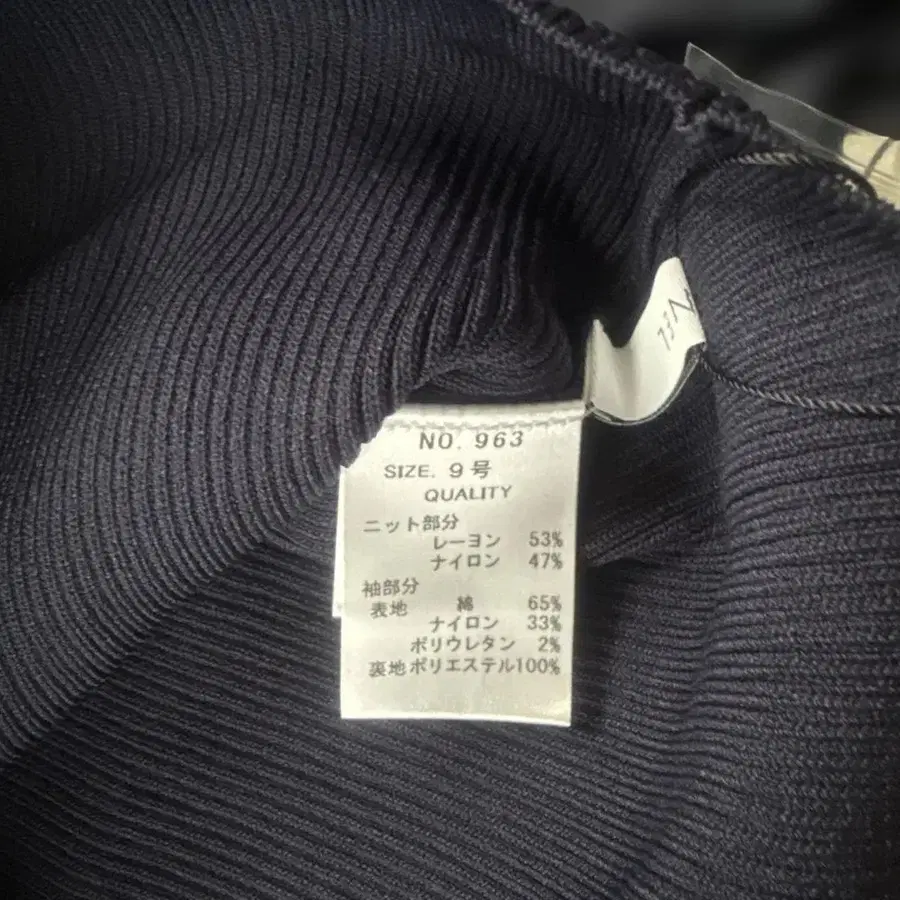 NO. 963
SIZE. 9号
QUALITY
ニット部分
レーヨン 53%
ナイロン 47%
袖部分
表地 綿 65%
ナイロン 33%
ポリウレタン 2%
裏地 ポリエステル100%